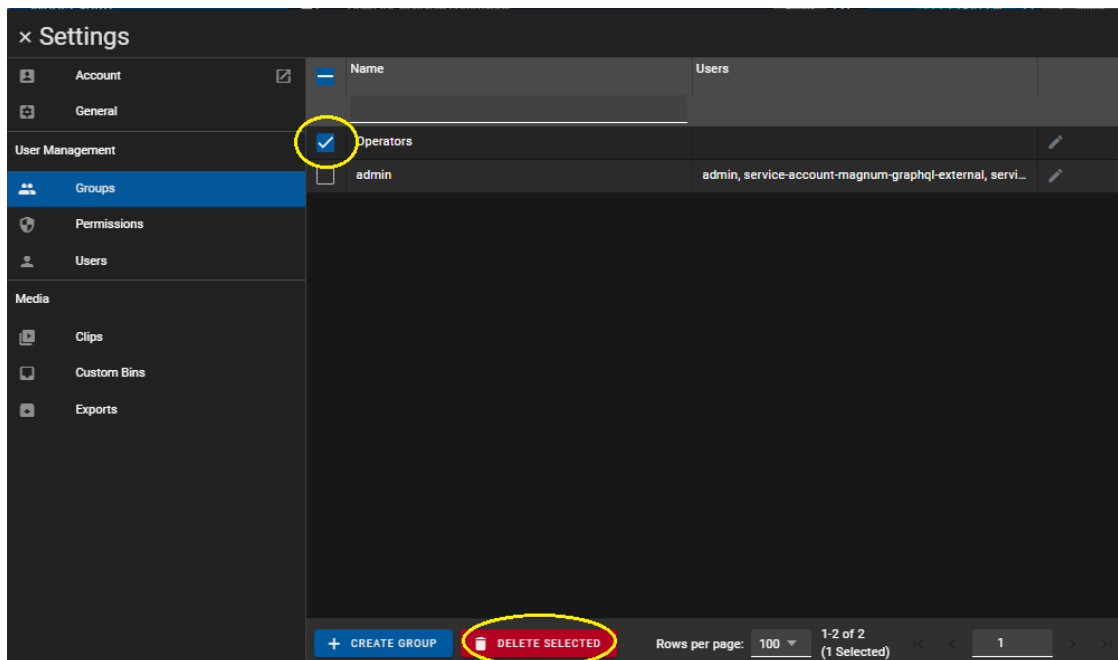 × Settings
Account
General
User Management
Groups
Permissions
Users
Media
Clips
Custom Bins
Exports
Name Users
Operators
admin admin, service-account-magnum-graphql-external, servi...
+ CREATE GROUP DELETE SELECTED Rows per page: 100 1-2 of 2
(1 Selected) 1